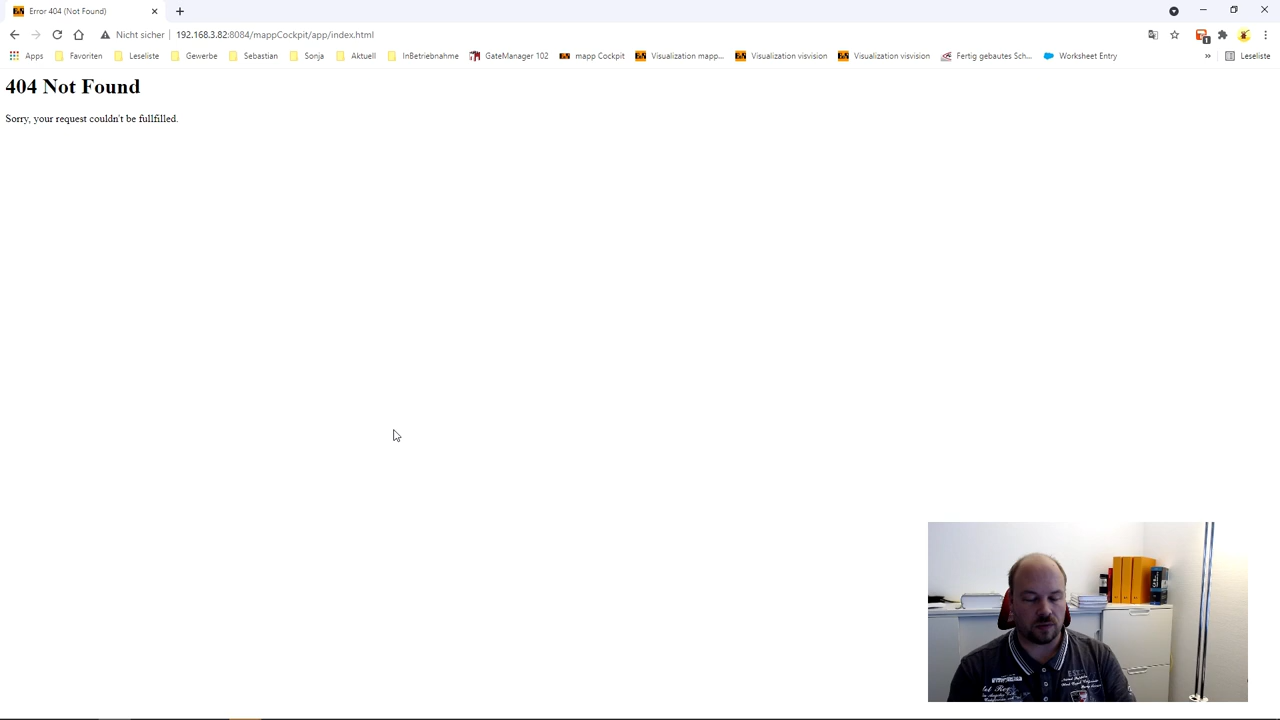 Error 404 (Not Found)
Nicht sicher 192.168.3.82:8084/mappCockpit/app/index.html
1
Apps Favoriten Leseliste Gewerbe Sebastian Sonja Aktuell InBetriebnahme GateManager 102 mapp Cockpit Visualization mapp... Visualization visvision Visualization visvision Fertig gebautes Sch... Worksheet Entry » Leseliste
404 Not Found
Sorry, your request couldn't be fullfilled.